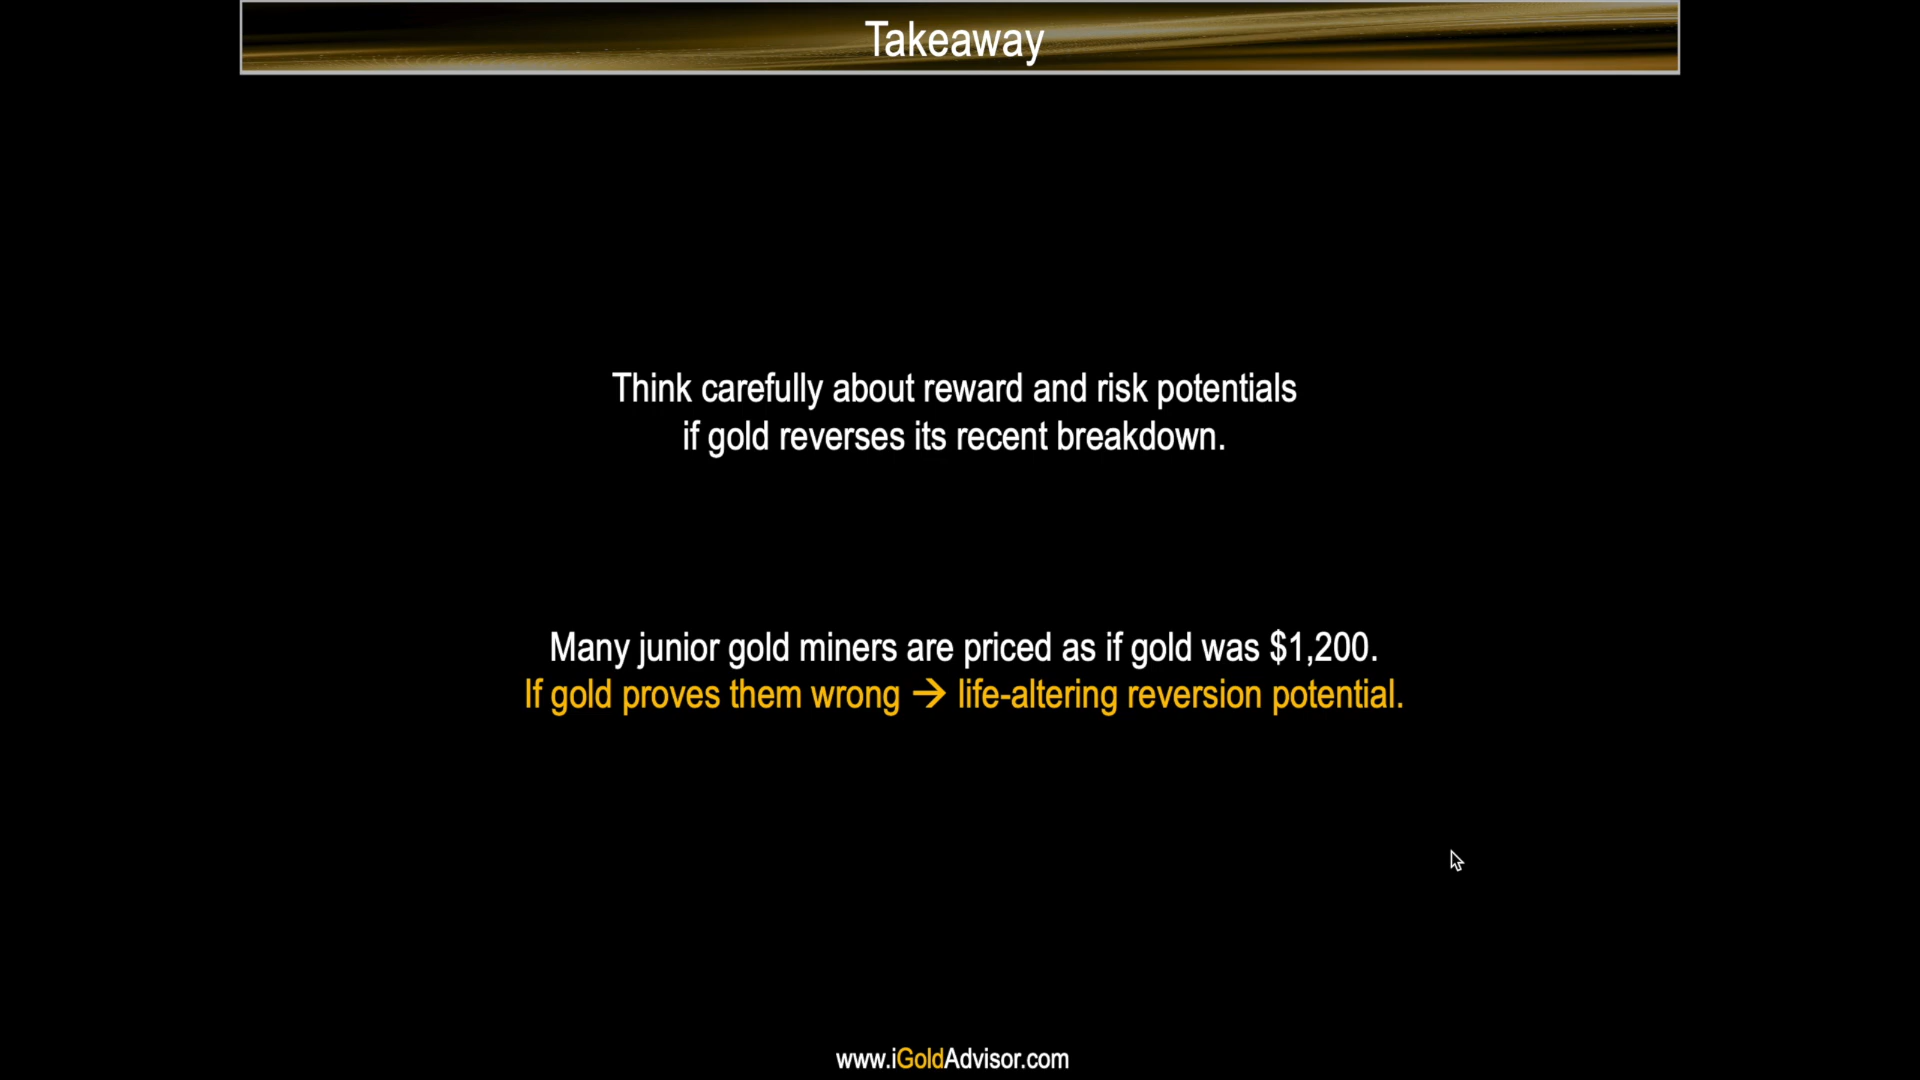 Takeaway
Think carefully about reward and risk potentials
if gold reverses its recent breakdown.
Many junior gold miners are priced as if gold was $1,200.
If gold proves them wrong → life-altering reversion potential.
www.iGoldAdvisor.com